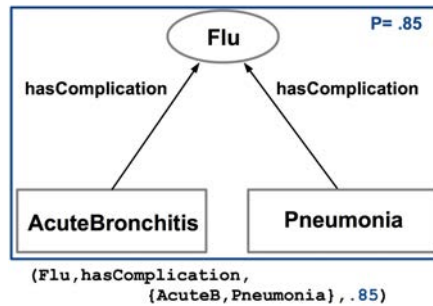 P= .85
Flu
hasComplication hasComplication
AcuteBronchitis Pneumonia
(Flu,hasComplication,
{AcuteB,Pneumonia},.85)